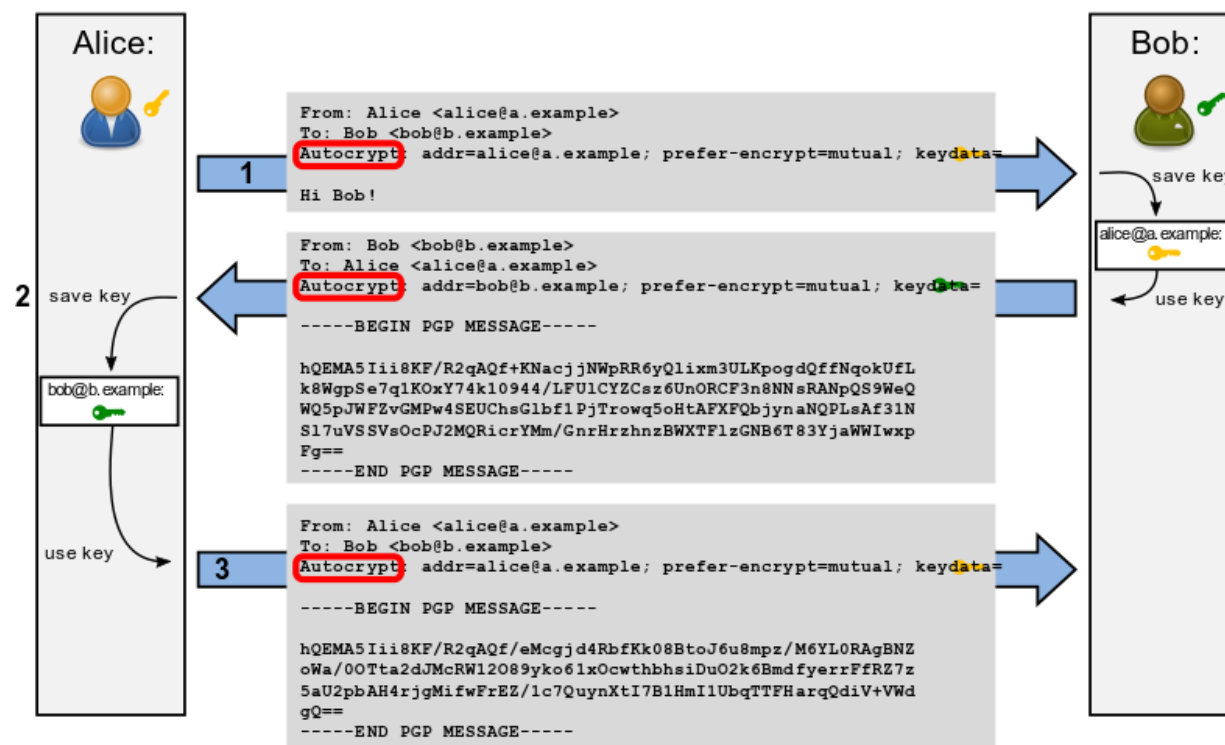 Alice:
Bob:
From: Alice <alice@a.example>
To: Bob <bob@b.example>
Autocrypt: addr=alice@a.example; prefer-encrypt=mutual; keydata=
1
Hi Bob!
save key
alice@a.example:
use key
From: Bob <bob@b.example>
To: Alice <alice@a.example>
Autocrypt: addr=bob@b.example; prefer-encrypt=mutual; keydata=
2
save key
-----BEGIN PGP MESSAGE-----
hQEMA5Iii8KF/R2qAQf+KNacjjNWpRR6yQlixm3ULKpogdQffNqokUfL
k8WgpSe7qlKOxY74k10944/LFUlCYZCsz6UnORCF3n8NNsRANpQS9WeQ
WQ5pJWFZvGMPw4SEUChsGlbf1PjTrowq5oHtAFXFQbjynaNQPLsAf31N
Sl7uVSSVsOcPJ2MQRicrYMm/GnrHrzhnzBWXTFlzGNB6T83YjaWWIwxp
Fg==
-----END PGP MESSAGE-----
bob@b.example:
use key
From: Alice <alice@a.example>
To: Bob <bob@b.example>
Autocrypt: addr=alice@a.example; prefer-encrypt=mutual; keydata=
3
-----BEGIN PGP MESSAGE-----
hQEMA5Iii8KF/R2qAQf/eMcgjd4RbfKk08BtoJ6u8mpz/M6YL0RAgBNZ
oWa/0OTta2dJMcRW12O89yko61xOcwthbhsiDuO2k6BmdfyerrFfRZ7z
5aU2pbAH4rjgMifwFrEZ/1c7QuynXtI7B1HmI1UbqTTFHarqQdiV+VWd
gQ==
-----END PGP MESSAGE-----